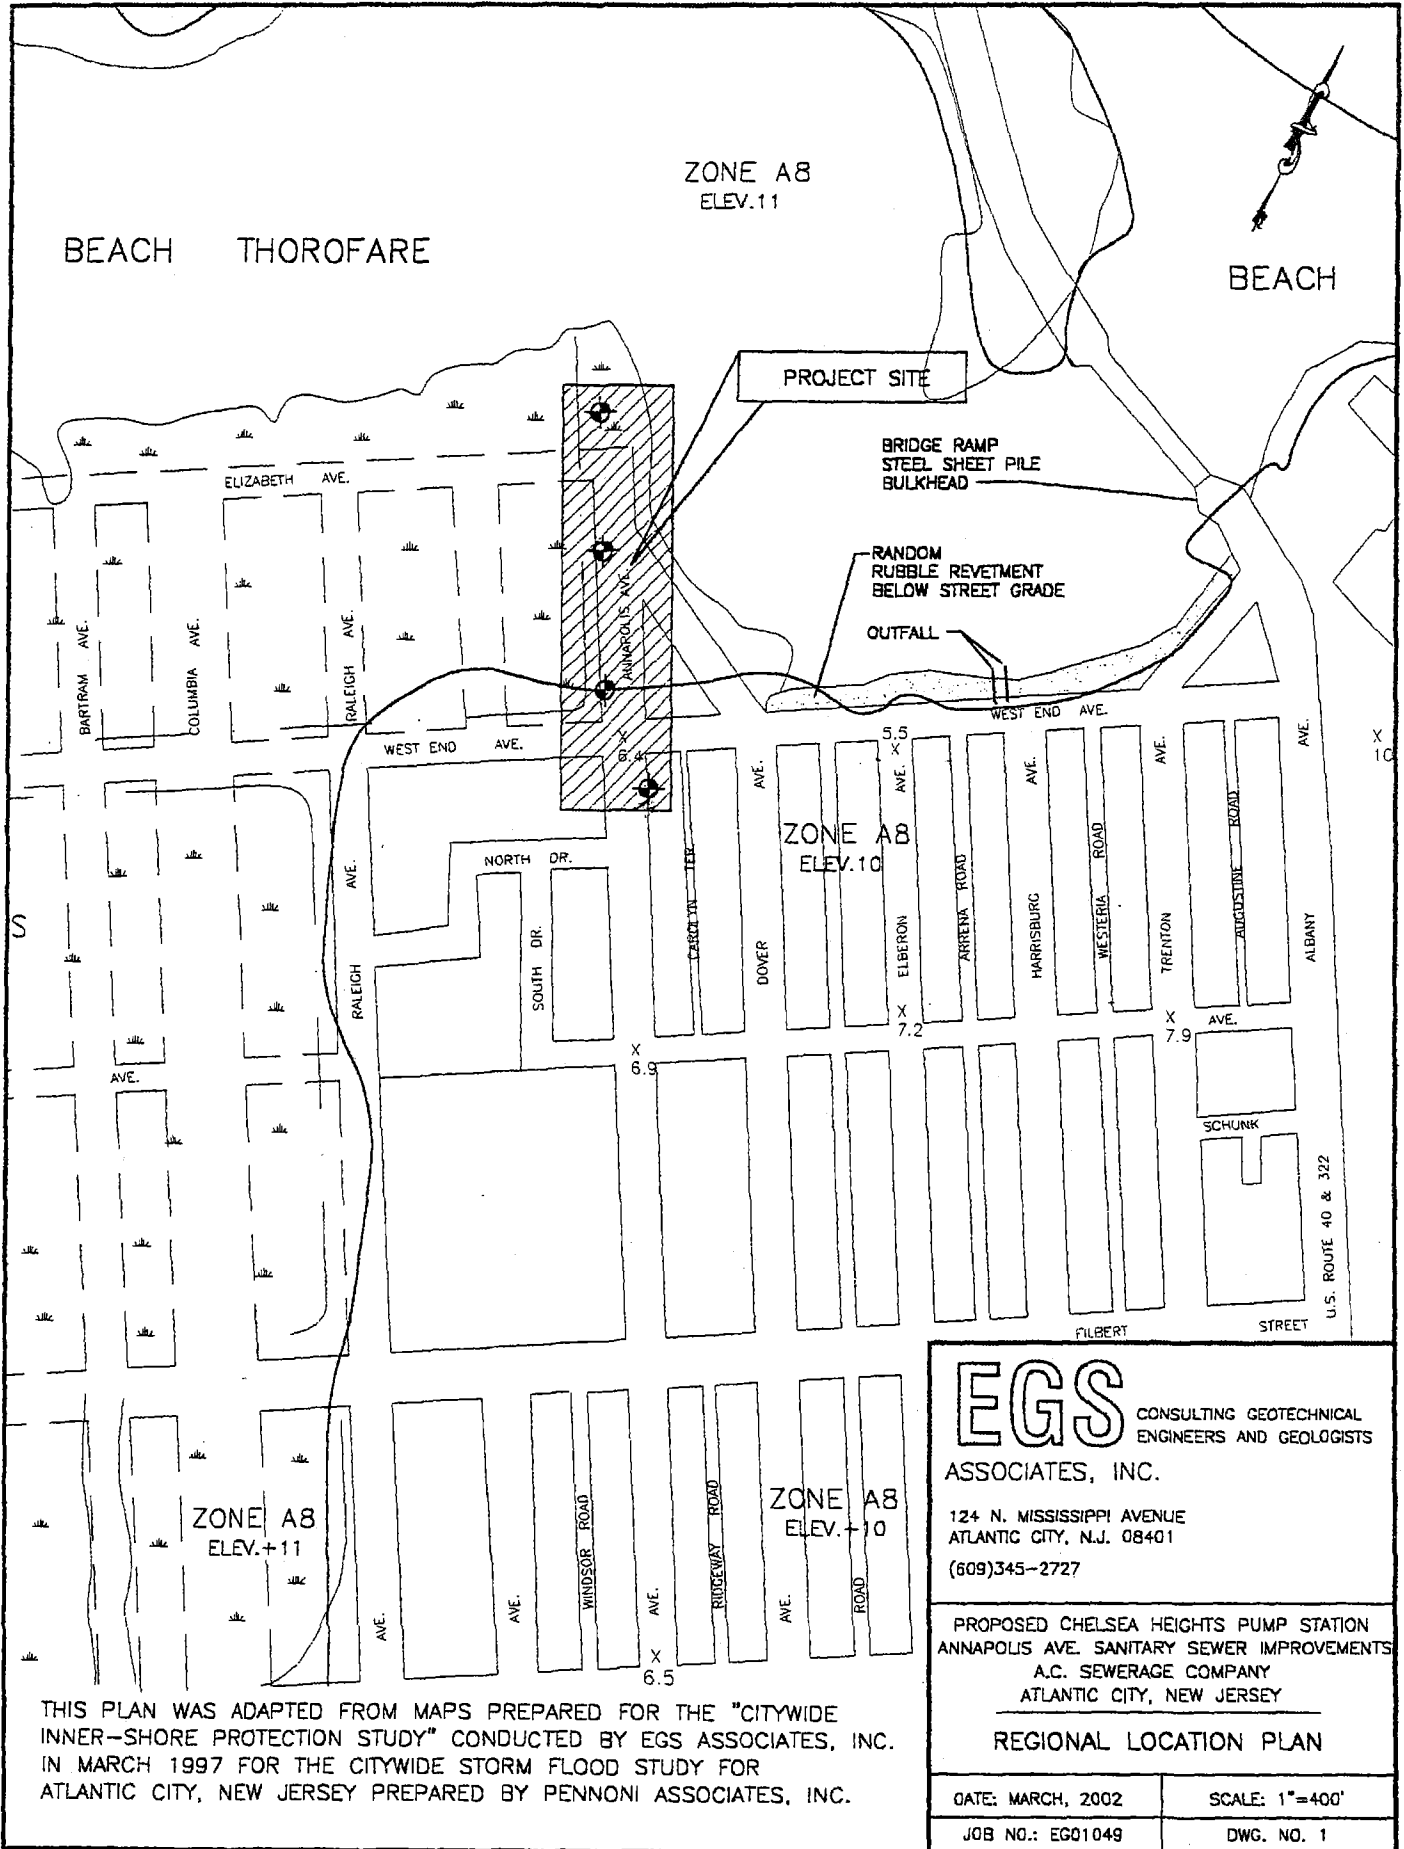 ZONE A8
ELEV.11
BEACH THOROFARE
BEACH
PROJECT SITE
BRIDGE RAMP
STEEL SHEET PILE
BULKHEAD
RANDOM
RUBBLE REVETMENT
BELOW STREET GRADE
OUTFALL
ELIZABETH AVE.
BARTRAM AVE.
COLUMBIA AVE.
RALEIGH AVE.
ANNAPOLIS AVE.
WEST END AVE.
WEST END AVE.
X
6.4
5.5
X
X
10
ZONE A8
ELEV.10
NORTH DR.
SOUTH DR.
RALEIGH AVE.
CAROLYN TER.
DOVER AVE.
ELBERON AVE.
ARRENA ROAD
HARRISBURG AVE.
WESTERIA ROAD
TRENTON AVE.
AUGUSTINE ROAD
ALBANY AVE.
S
X
6.9
X
7.2
X
7.9
AVE.
AVE.
SCHUNK
U.S. ROUTE 40 & 322
FILBERT STREET
ZONE A8
ELEV.+11
ZONE A8
ELEV.+10
AVE.
AVE.
WINDSOR ROAD
AVE.
RIDGEWAY ROAD
AVE.
ROAD
X
6.5
THIS PLAN WAS ADAPTED FROM MAPS PREPARED FOR THE "CITYWIDE
INNER-SHORE PROTECTION STUDY" CONDUCTED BY EGS ASSOCIATES, INC.
IN MARCH 1997 FOR THE CITYWIDE STORM FLOOD STUDY FOR
ATLANTIC CITY, NEW JERSEY PREPARED BY PENNONI ASSOCIATES, INC.
EGS
CONSULTING GEOTECHNICAL
ENGINEERS AND GEOLOGISTS
ASSOCIATES, INC.
124 N. MISSISSIPPI AVENUE
ATLANTIC CITY, N.J. 08401
(609)345-2727
PROPOSED CHELSEA HEIGHTS PUMP STATION
ANNAPOLIS AVE. SANITARY SEWER IMPROVEMENTS
A.C. SEWERAGE COMPANY
ATLANTIC CITY, NEW JERSEY
REGIONAL LOCATION PLAN
DATE: MARCH, 2002
SCALE: 1"=400'
JOB NO.: EG01049
DWG. NO. 1